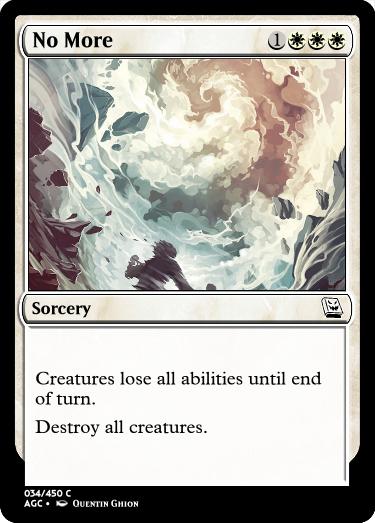 No More 1
Sorcery
Creatures lose all abilities until end
of turn.
Destroy all creatures.
034/450 C
AGC • Quentin Ghion